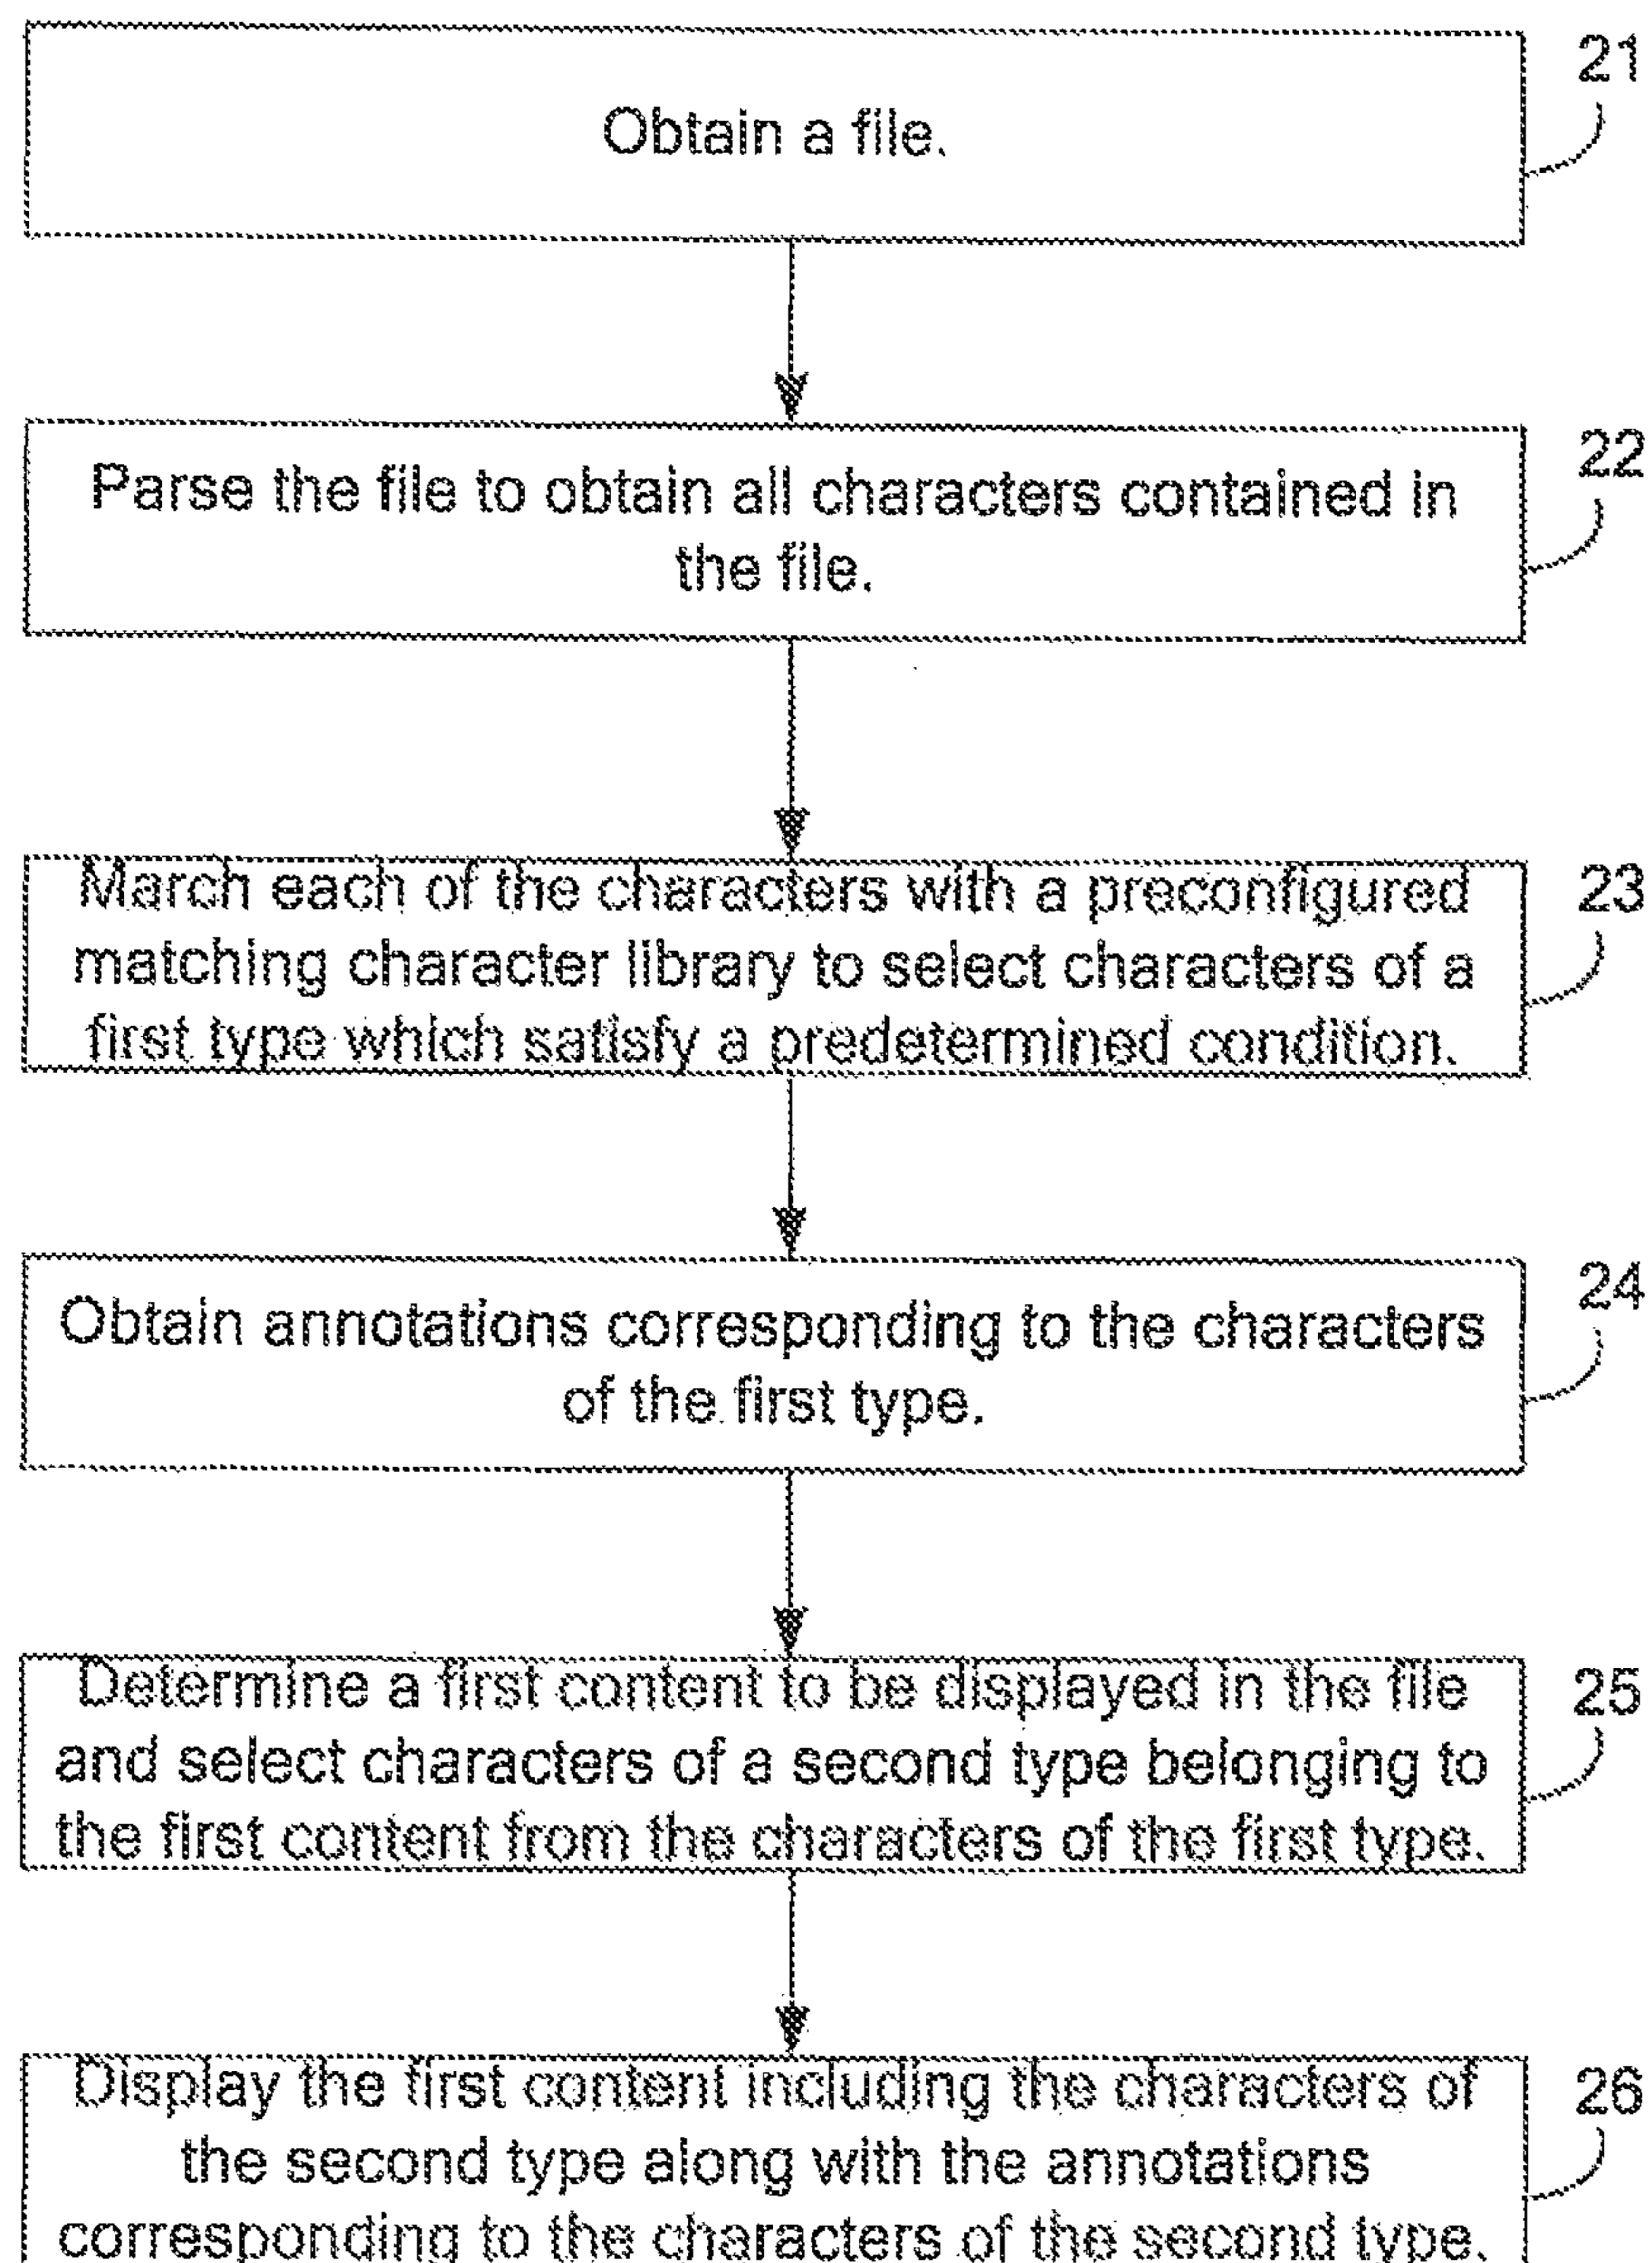 Obtain a file.
21
Parse the file to obtain all characters contained in
the file.
22
March each of the characters with a preconfigured
matching character library to select characters of a
first type which satisfy a predetermined condition.
23
Obtain annotations corresponding to the characters
of the first type.
24
Determine a first content to be displayed in the file
and select characters of a second type belonging to
the first content from the characters of the first type.
25
Display the first content including the characters of
the second type along with the annotations
corresponding to the characters of the second type.
26